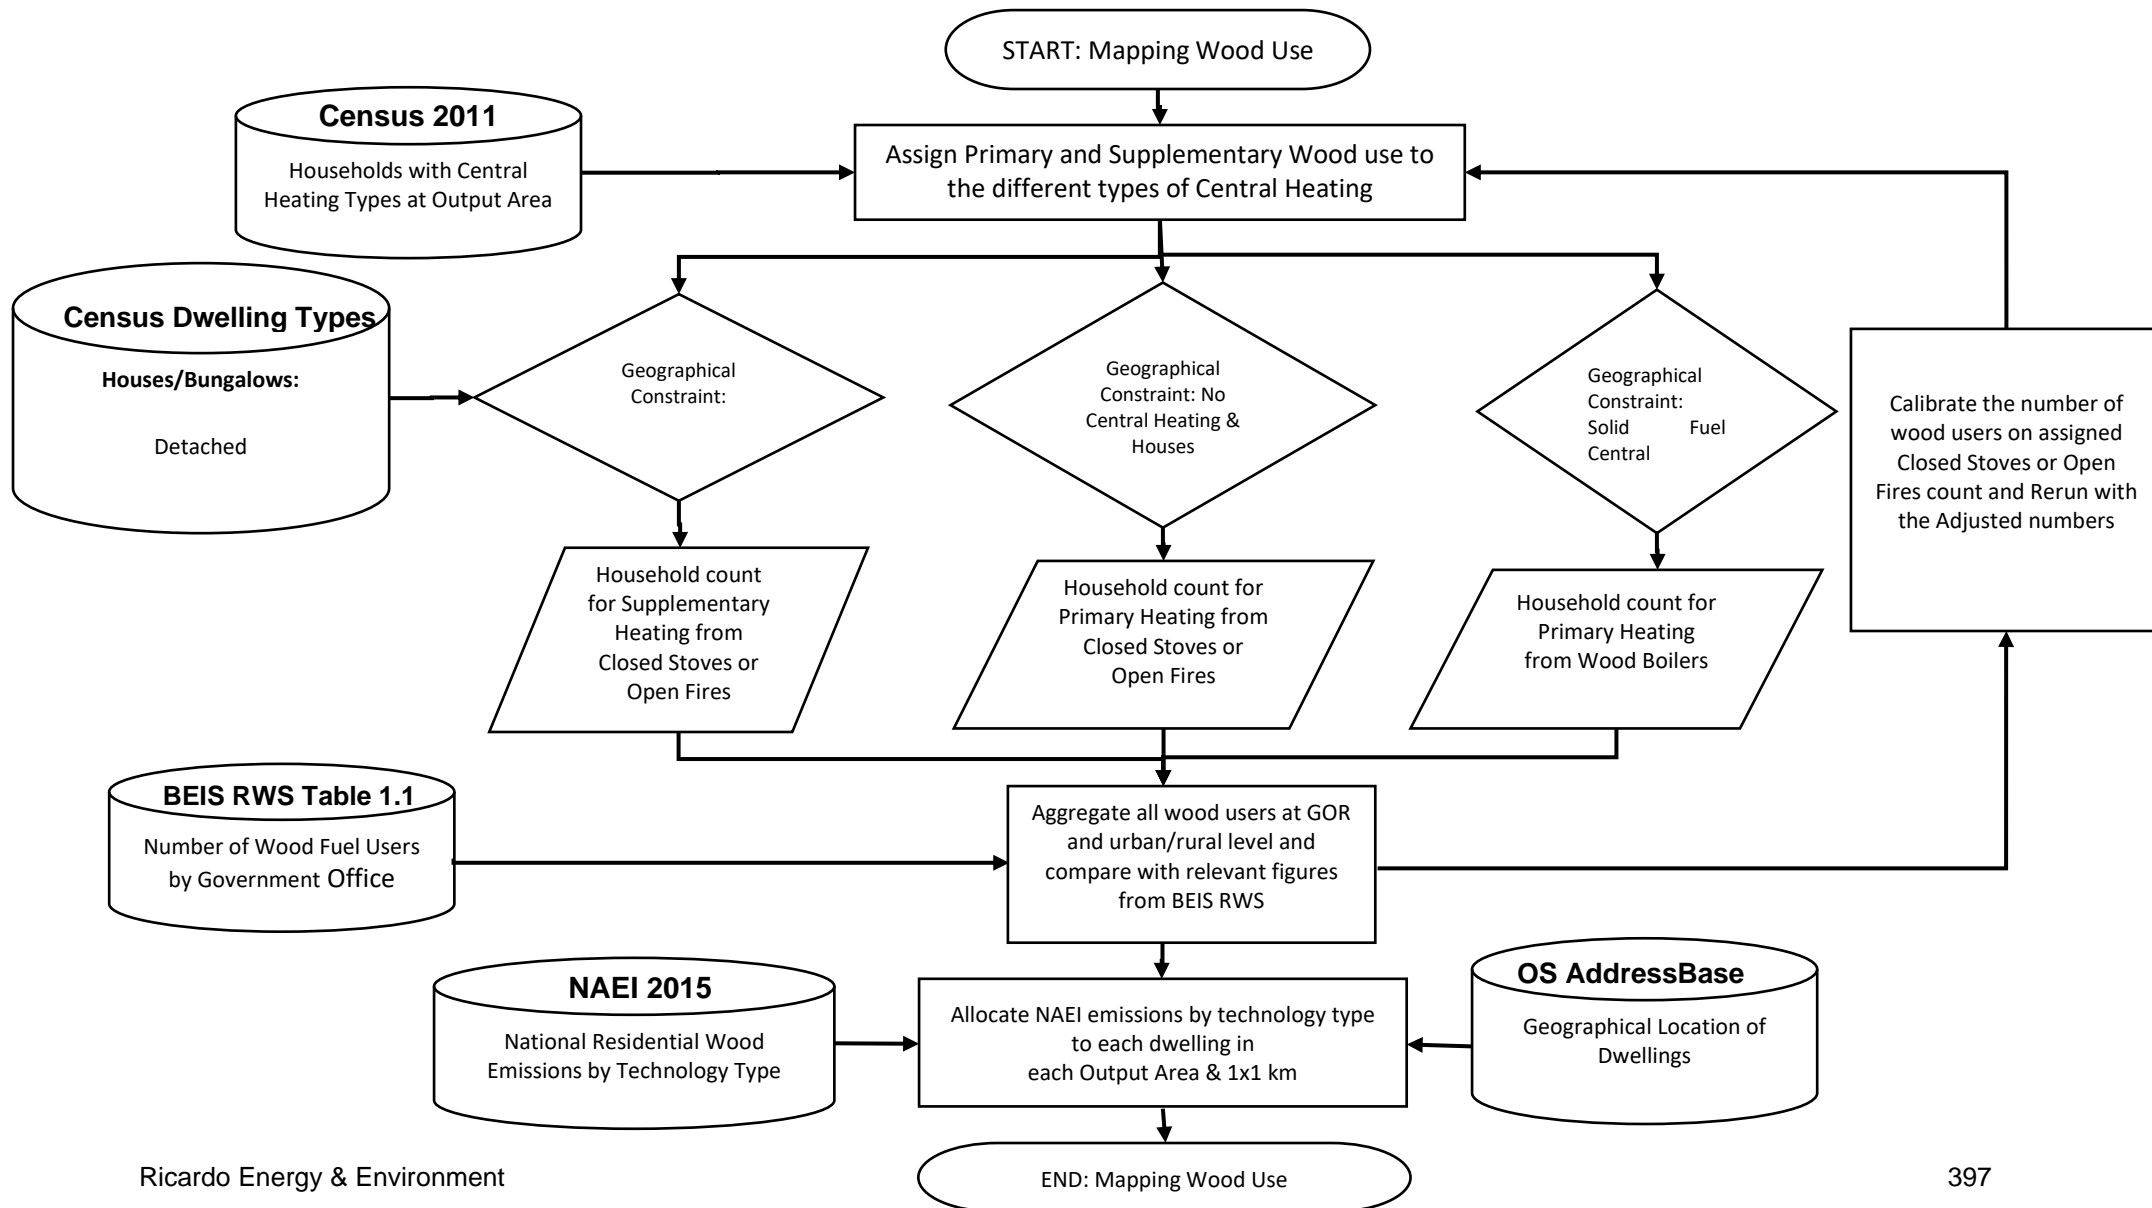 START: Mapping Wood Use
Census 2011
Households with Central
Heating Types at Output Area
Assign Primary and Supplementary Wood use to
the different types of Central Heating
Census Dwelling Types
Houses/Bungalows:
Detached
Geographical
Constraint:
Geographical
Constraint: No
Central Heating &
Houses
Geographical
Constraint:
Solid Fuel
Central
Calibrate the number of
wood users on assigned
Closed Stoves or Open
Fires count and Rerun with
the Adjusted numbers
Household count
for Supplementary
Heating from
Closed Stoves or
Open Fires
Household count for
Primary Heating from
Closed Stoves or
Open Fires
Household count for
Primary Heating
from Wood Boilers
BEIS RWS Table 1.1
Number of Wood Fuel Users
by Government Office
Aggregate all wood users at GOR
and urban/rural level and
compare with relevant figures
from BEIS RWS
NAEI 2015
National Residential Wood
Emissions by Technology Type
Allocate NAEI emissions by technology type
to each dwelling in
each Output Area & 1x1 km
OS AddressBase
Geographical Location of
Dwellings
END: Mapping Wood Use
Ricardo Energy & Environment
397